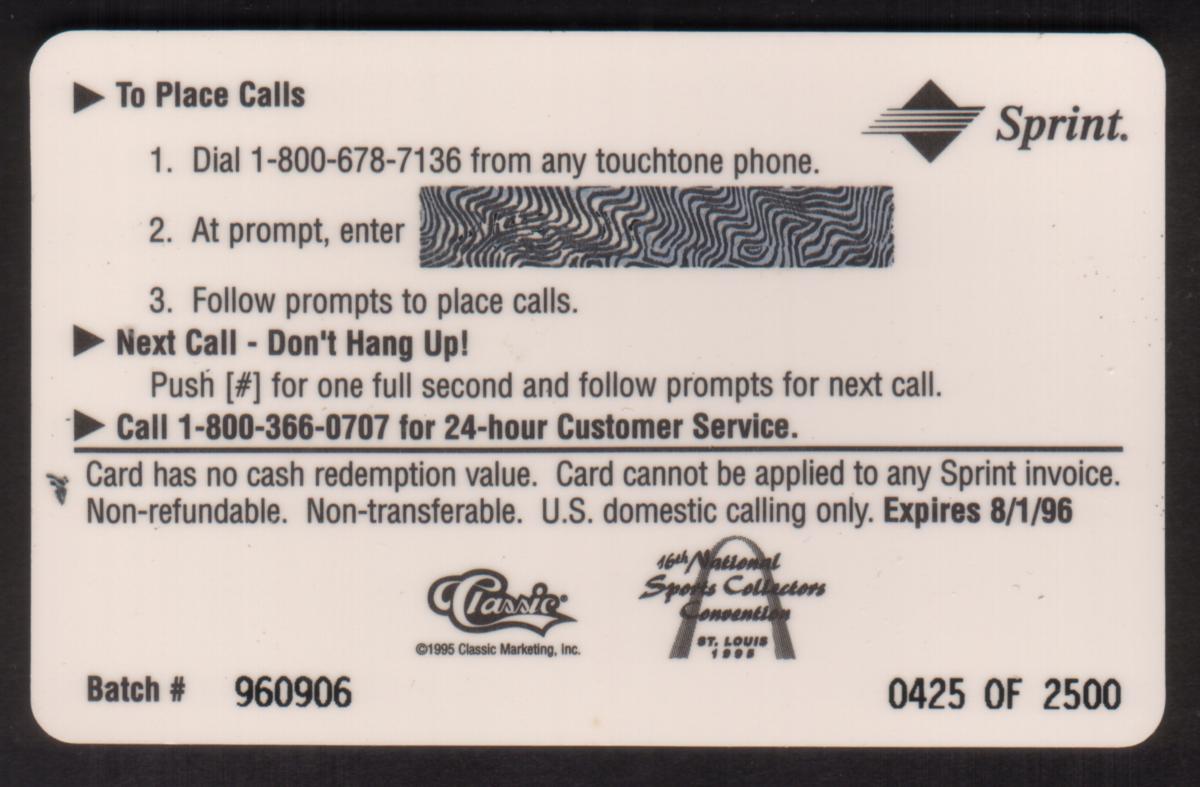 To Place Calls
Sprint.
1. Dial 1-800-678-7136 from any touchtone phone.
2. At prompt, enter
3. Follow prompts to place calls.
Next Call - Don't Hang Up!
Push [#] for one full second and follow prompts for next call.
Call 1-800-366-0707 for 24-hour Customer Service.
Card has no cash redemption value. Card cannot be applied to any Sprint invoice.
Non-refundable. Non-transferable. U.S. domestic calling only. Expires 8/1/96
16th National
Sports Collectors
Convention
ST. LOUIS
1995
Classic®
©1995 Classic Marketing, Inc.
Batch # 960906
0425 OF 2500